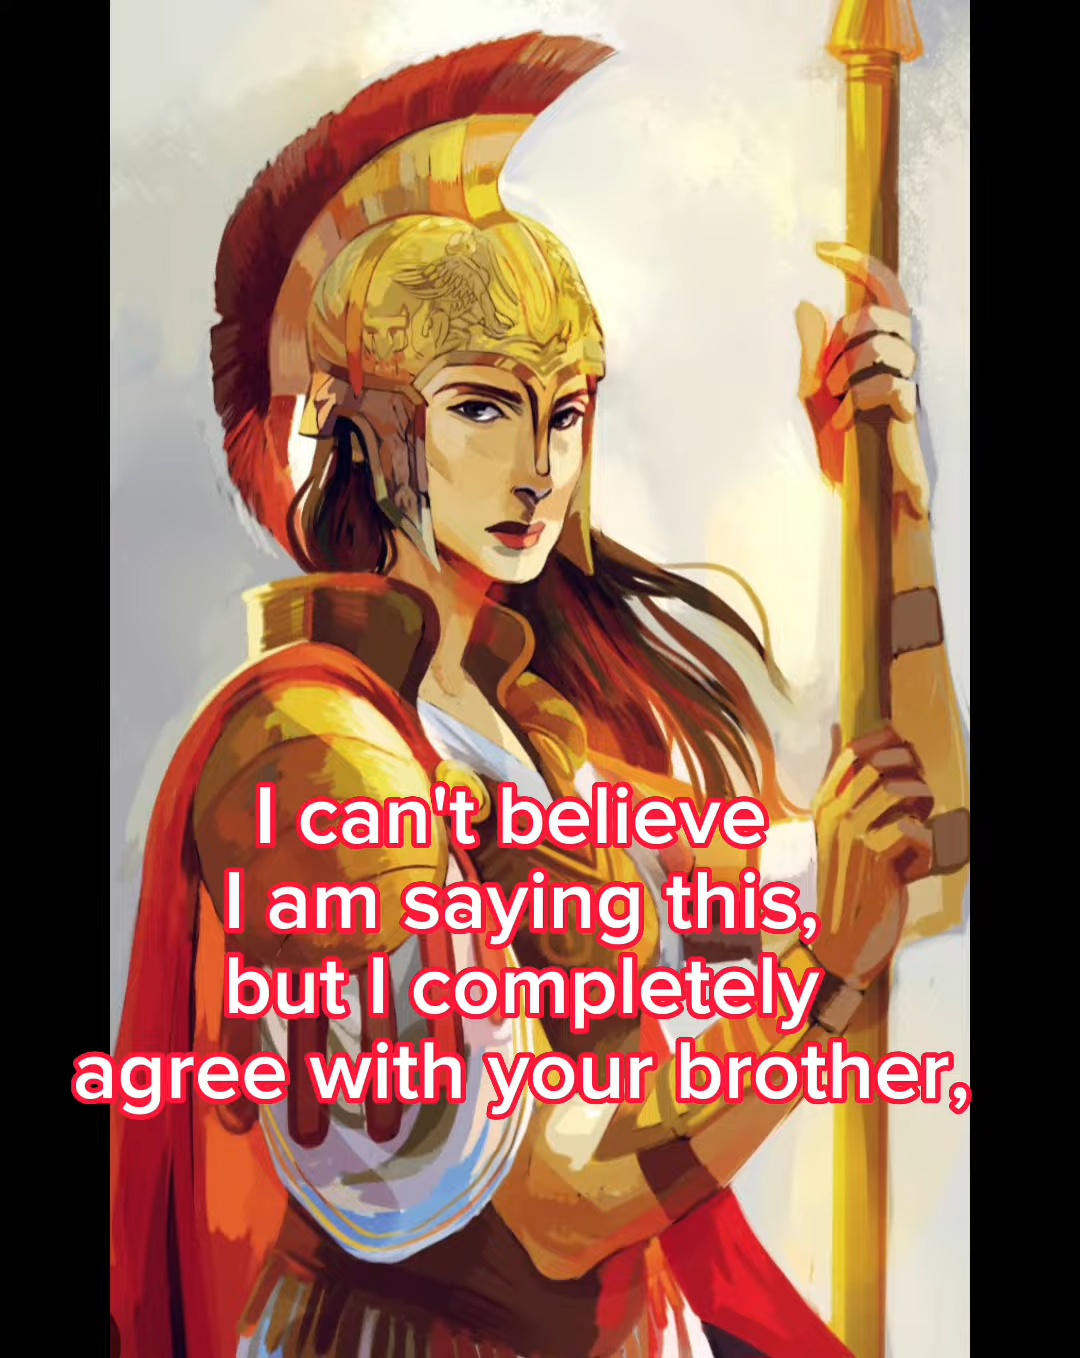 I can't believe
I am saying this,
but I completely
agree with your brother,